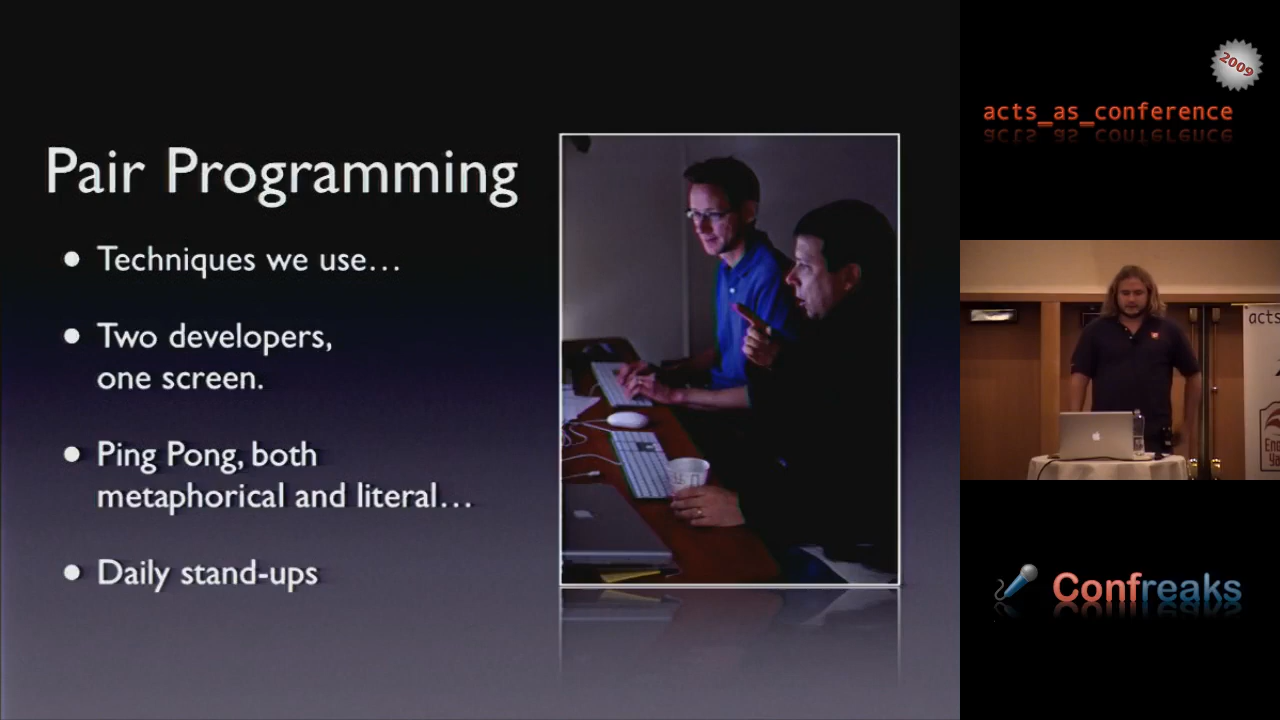 Pair Programming
Techniques we use…
Two developers,
one screen.
Ping Pong, both
metaphorical and literal…
Daily stand-ups
2009
acts_as_conference
acts
Confreaks